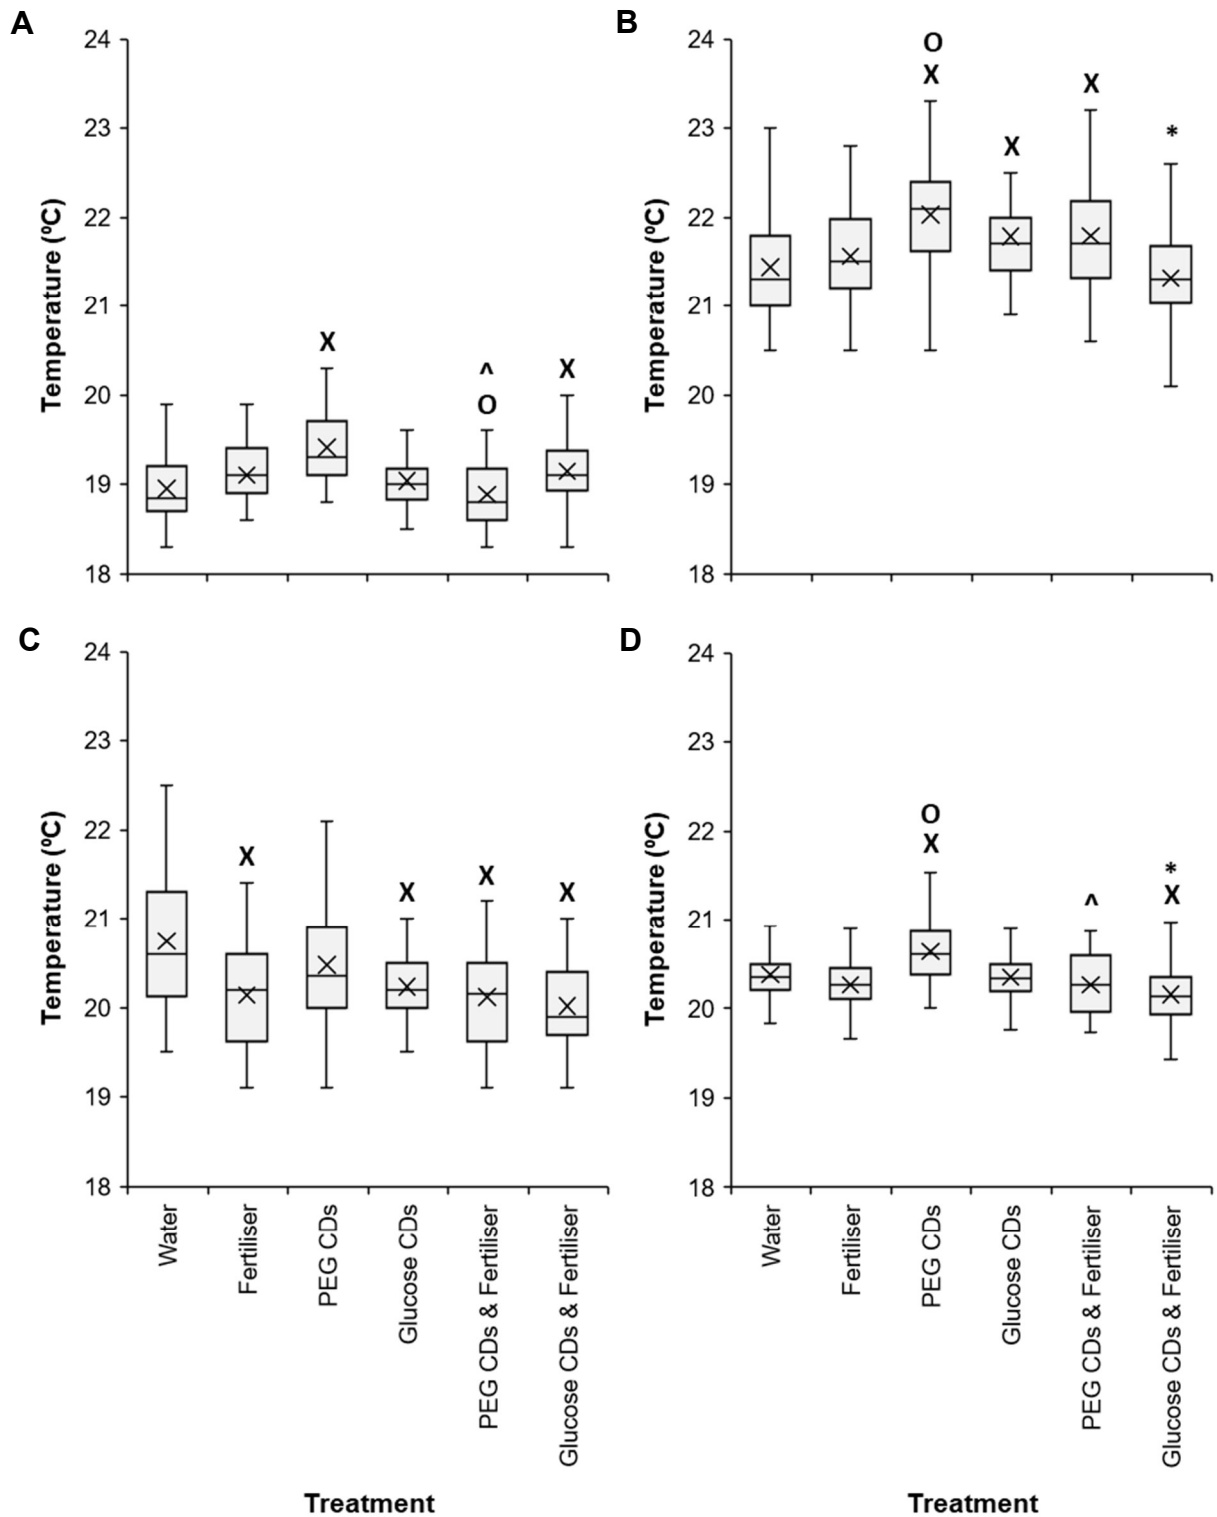 A
B
24
23
22
21
20
19
18
Temperature (ºC)
X
^
O
X
24
23
22
21
20
19
18
Temperature (ºC)
O
X
X
X
*
C
D
24
23
22
21
20
19
18
Temperature (ºC)
X
X
X
X
Water
Fertiliser
PEG CDs
Glucose CDs
PEG CDs & Fertiliser
Glucose CDs & Fertiliser
Treatment
24
23
22
21
20
19
18
Temperature (ºC)
O
X
^
*
X
Water
Fertiliser
PEG CDs
Glucose CDs
PEG CDs & Fertiliser
Glucose CDs & Fertiliser
Treatment